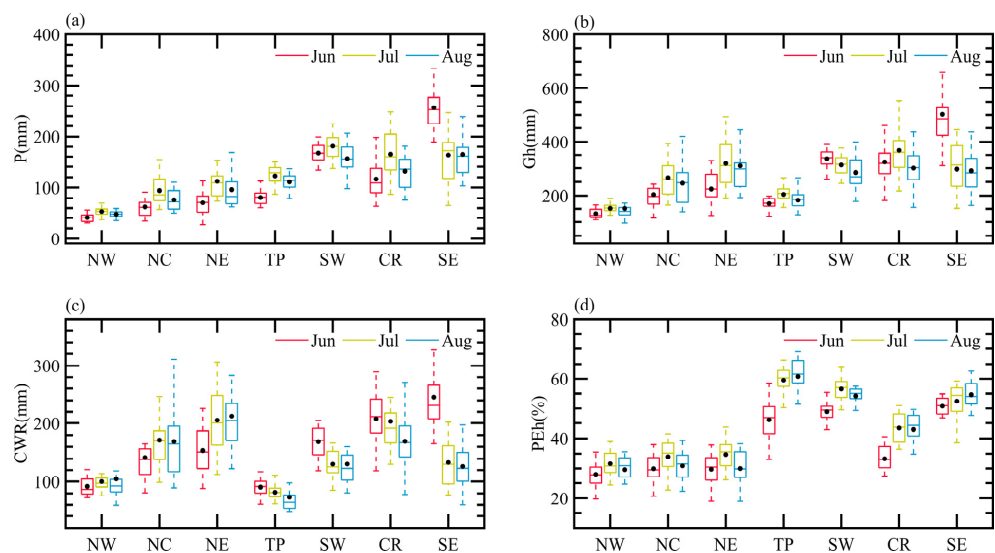 (a)
P(mm)
400
300
200
100
0
Jun Jul Aug
NW NC NE TP SW CR SE
(b)
Gh(mm)
800
600
400
200
Jun Jul Aug
NW NC NE TP SW CR SE
(c)
CWR(mm)
300
200
100
Jun Jul Aug
NW NC NE TP SW CR SE
(d)
PEh(%)
80
60
40
20
Jun Jul Aug
NW NC NE TP SW CR SE